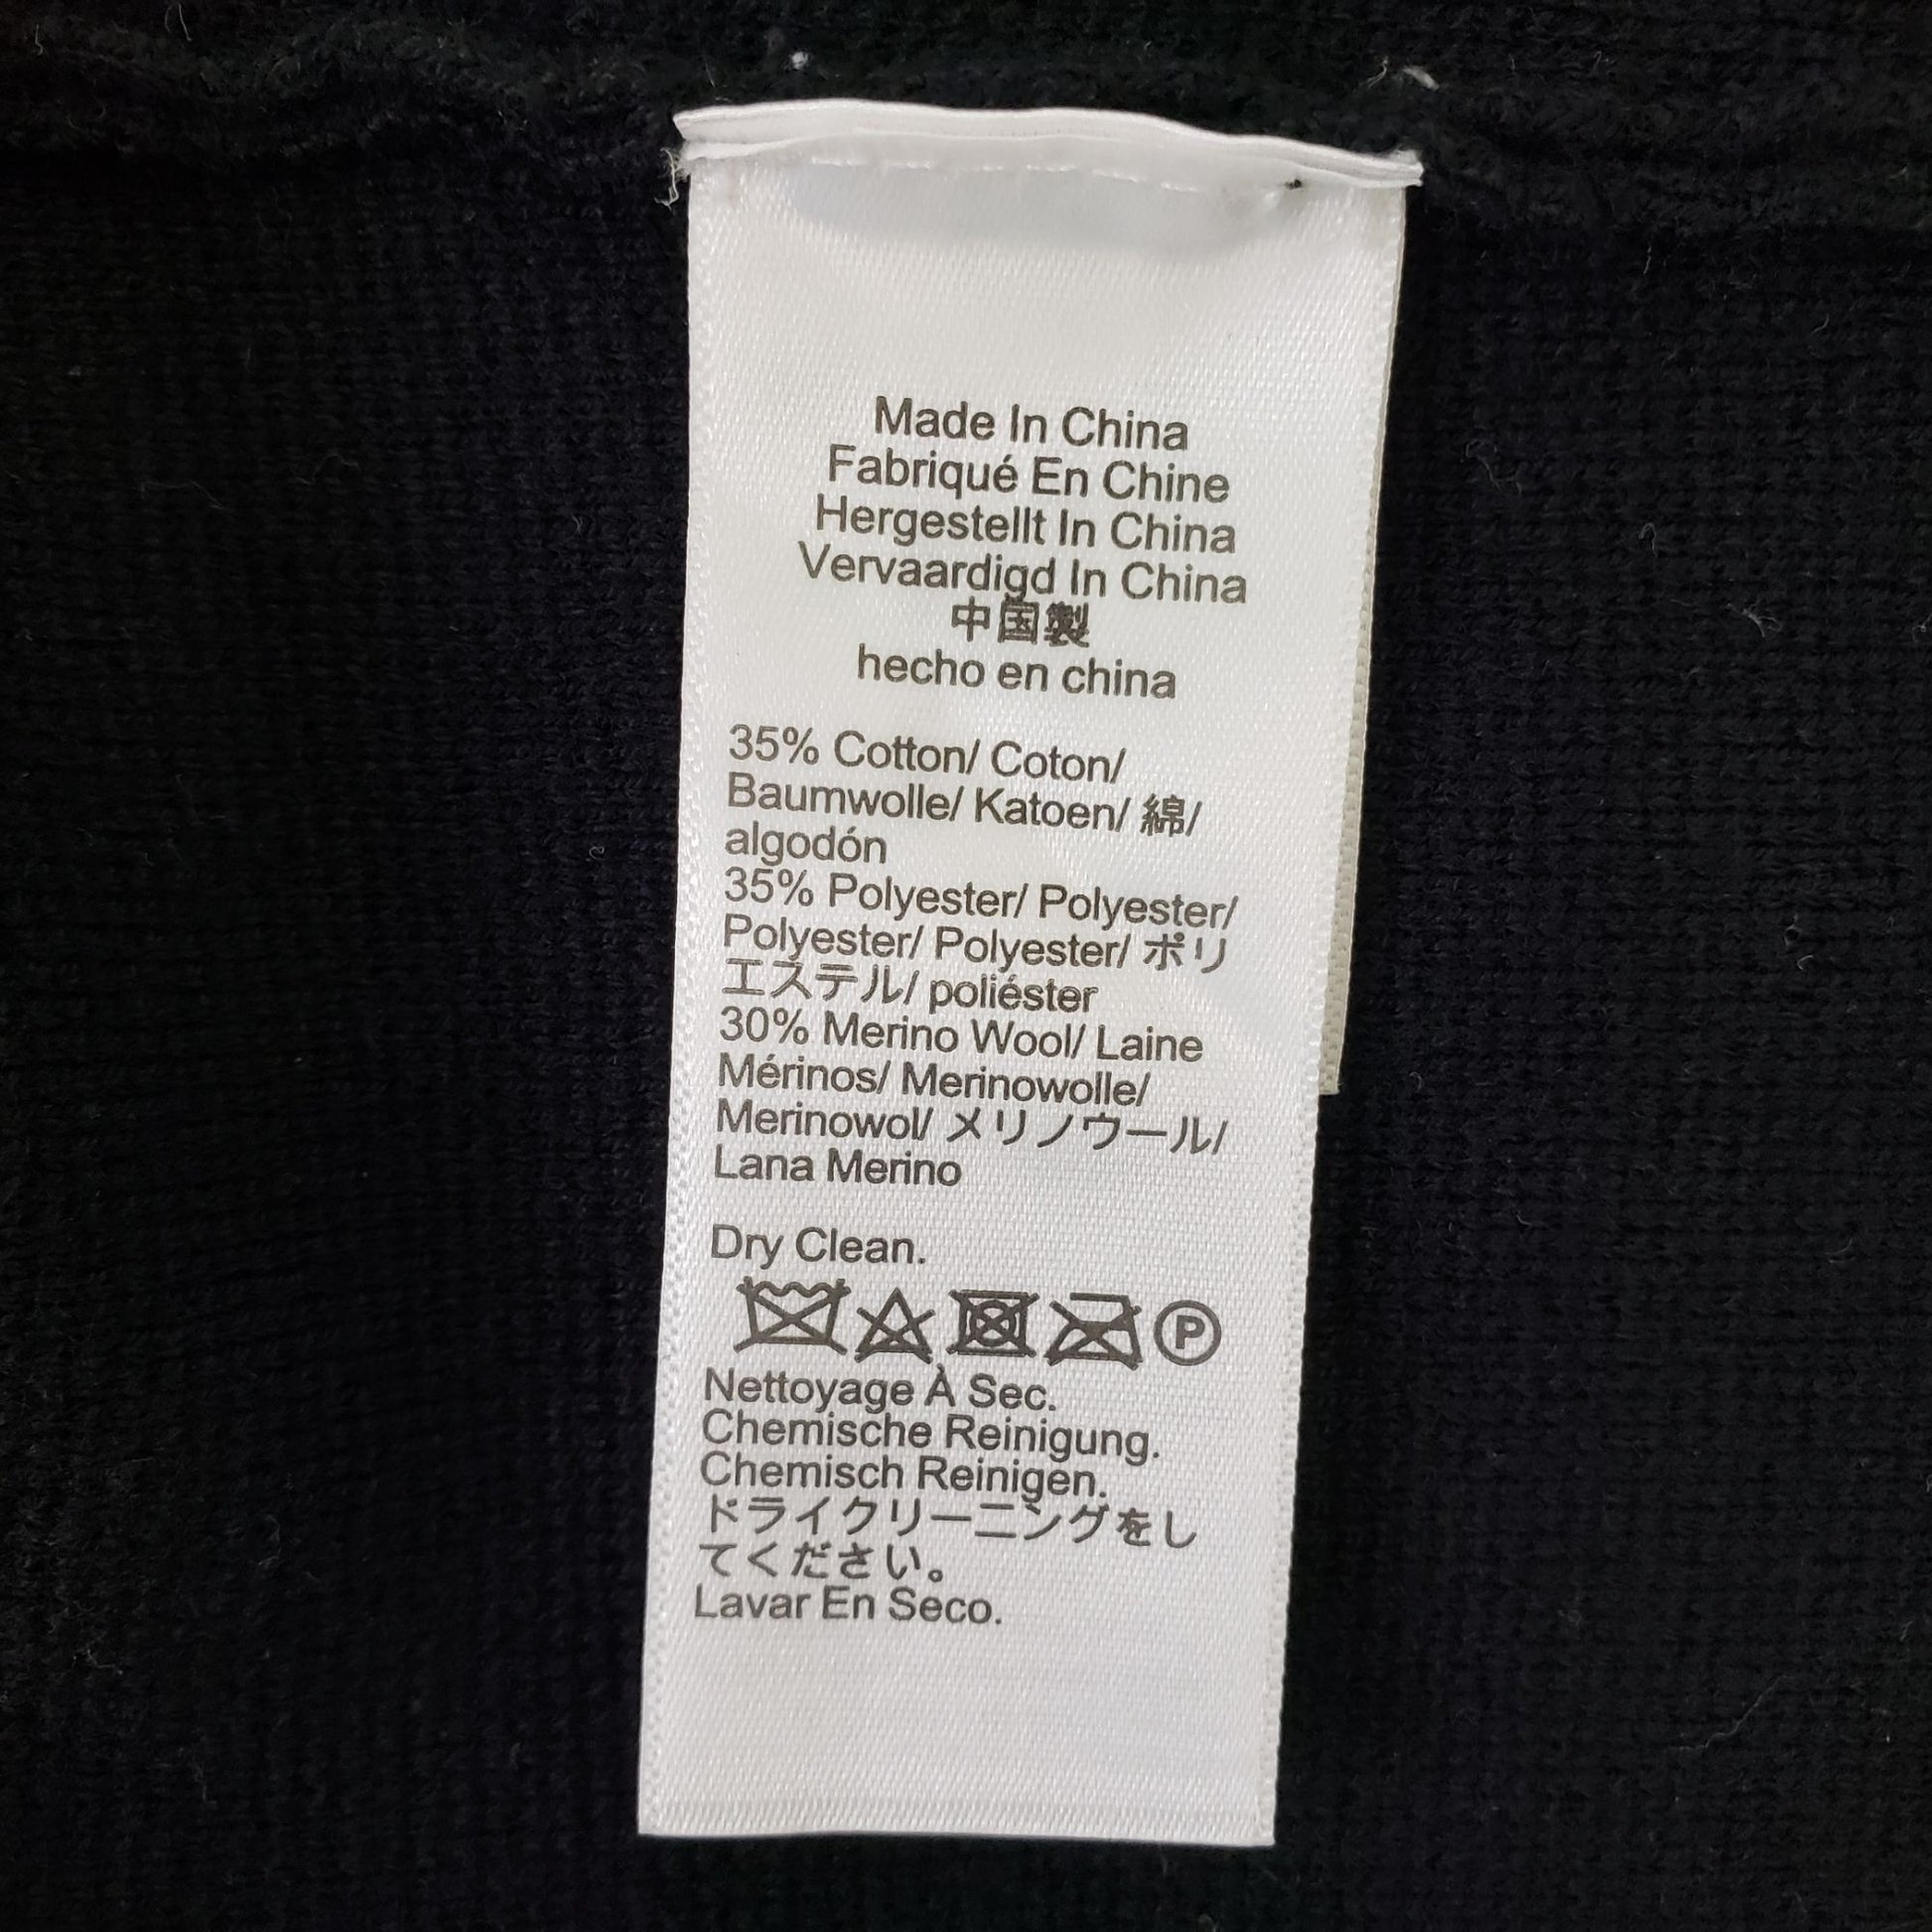 Made In China
Fabriqué En Chine
Hergestellt In China
Vervaardigd In China
中国製
hecho en china
35% Cotton/ Coton/
Baumwolle/ Katoen/ 綿/
algodón
35% Polyester/ Polyester/
Polyester/ Polyester/ ポリ
エステル/ poliéster
30% Merino Wool/ Laine
Mérinos/ Merinowolle/
Merinowol/ メリノウール/
Lana Merino
Dry Clean.
P
Nettoyage À Sec.
Chemische Reinigung.
Chemisch Reinigen.
ドライクリーニングをし
てください。
Lavar En Seco.